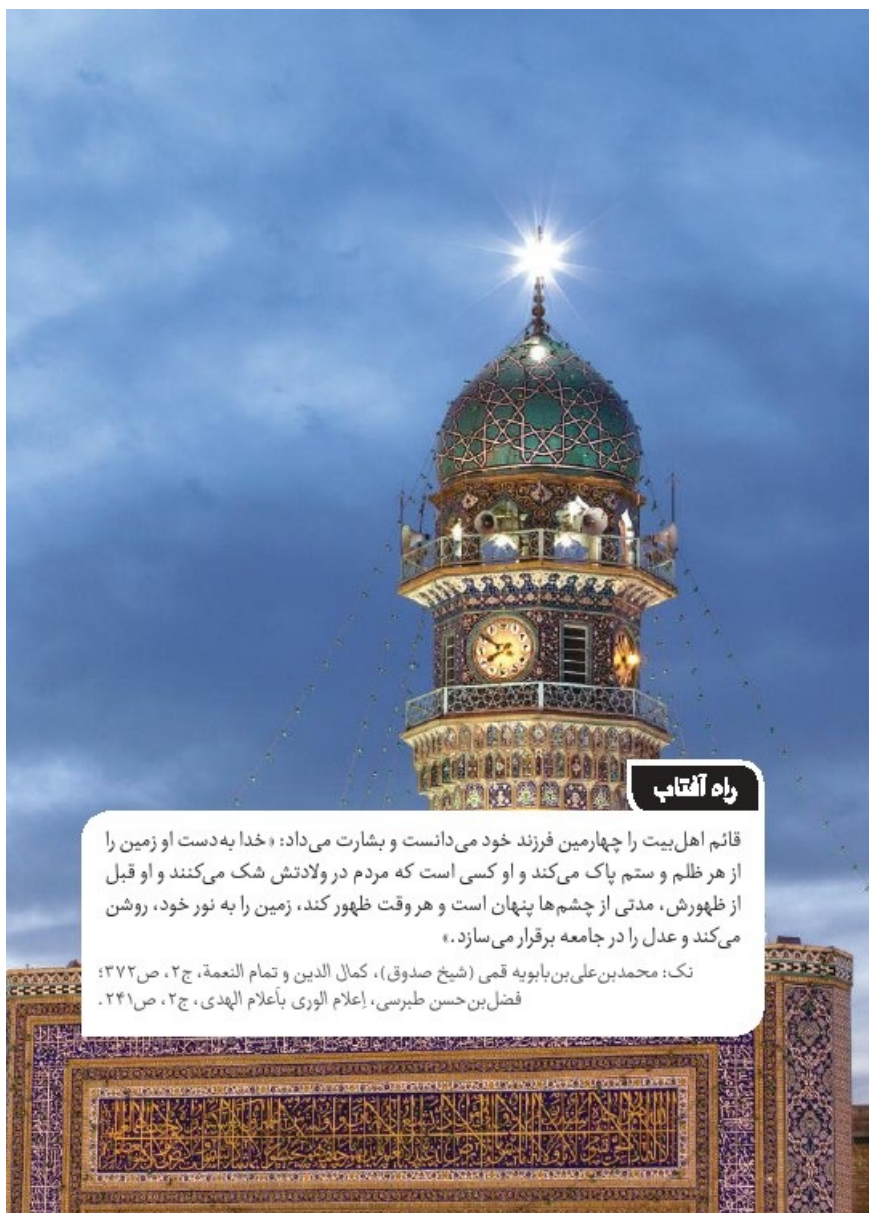 راه آفتاب
قائم اهل‌بیت را چهارمین فرزند خود می‌دانست و بشارت می‌داد: «خدا به‌دست او زمین را
از هر ظلم و ستم پاک می‌کند و او کسی است که مردم در ولادتش شک می‌کنند و او قبل
از ظهورش، مدتی از چشم‌ها پنهان است و هر وقت ظهور کند، زمین را به نور خود، روشن
می‌کند و عدل را در جامعه برقرار می‌سازد.»
نک: محمدبن‌علی‌بن‌بابویه قمی (شیخ صدوق)، کمال الدین و تمام النعمة، ج۲، ص۳۷۲؛
فضل‌بن‌حسن طبرسی، إعلام الوری بأعلام الهدی، ج۲، ص۲۴۱.